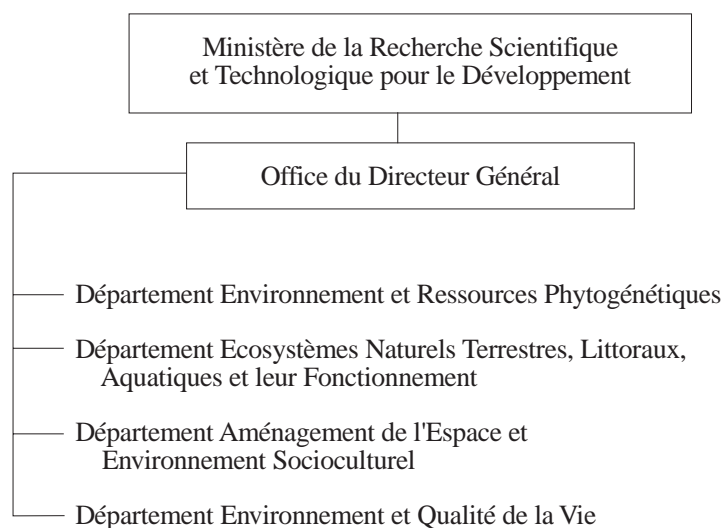 Ministère de la Recherche Scientifique
et Technologique pour le Développement
Office du Directeur Général
Département Environnement et Ressources Phytogénétiques
Département Ecosystèmes Naturels Terrestres, Littoraux,
Aquatiques et leur Fonctionnement
Département Aménagement de l'Espace et
Environnement Socioculturel
Département Environnement et Qualité de la Vie